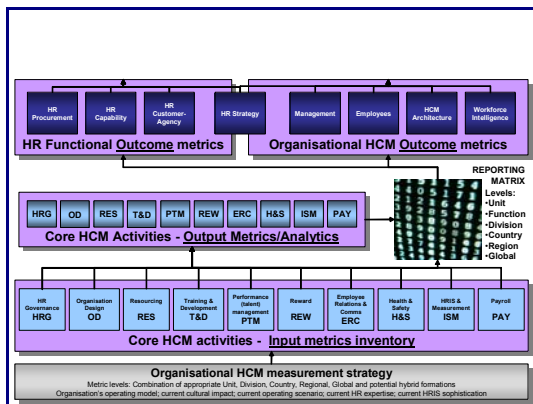 HR
Procurement
HR
Capability
HR
Customer-
Agency
HR Strategy
Management
Employees
HCM
Architecture
Workforce
Intelligence
HR Functional Outcome metrics
Organisational HCM Outcome metrics
REPORTING
MATRIX
Levels:
•Unit
•Function
•Division
•Country
•Region
•Global
HRG
OD
RES
T&D
PTM
REW
ERC
H&S
ISM
PAY
Core HCM Activities - Output Metrics/Analytics
HR
Governance
HRG
Organisation
Design
OD
Resourcing
RES
Training &
Development
T&D
Performance
(talent)
management
PTM
Reward
REW
Employee
Relations
& Comms
ERC
Health &
Safety
H&S
HRIS &
Measurement
ISM
Payroll
PAY
Core HCM activities - Input metrics inventory
Organisational HCM measurement strategy
Metric levels: Combination of appropriate Unit, Division, Country, Regional, Global and potential hybrid formations
Organisation's operating model; current cultural impact; current operating scenario; current HR expertise; current HRIS sophistication